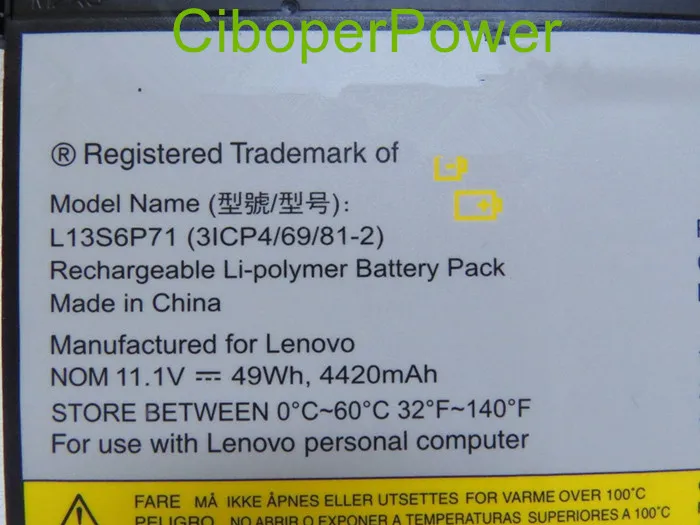 CiboperPower
® Registered Trademark of
Model Name (型號/型号):
L13S6P71 (3ICP4/69/81-2)
Rechargeable Li-polymer Battery Pack
Made in China
Manufactured for Lenovo
NOM 11.1V ⎓ 49Wh, 4420mAh
STORE BETWEEN 0°C~60°C 32°F~140°F
For use with Lenovo personal computer
FARE MÅ IKKE ÅPNES ELLER UTSETTES FOR VARME OVER 100°C
PELIGRO NO ABRIR O EXPONER A TEMPERATURAS SUPERIORES A 100°C